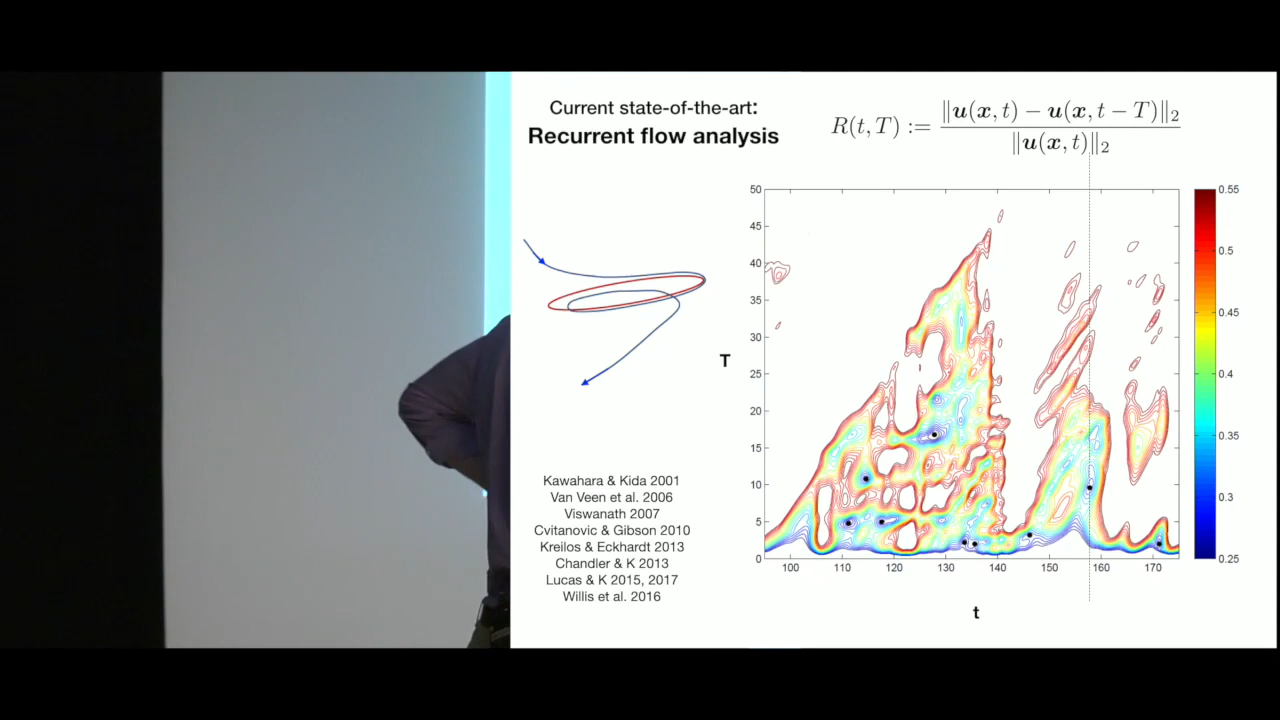 Current state-of-the-art:
Recurrent flow analysis
R(t, T) := ‖u(x, t) − u(x, t − T)‖₂ / ‖u(x, t)‖₂
50
45
40
35
30
25
20
15
10
5
0
T
100
110
120
130
140
150
160
170
t
0.55
0.5
0.45
0.4
0.35
0.3
0.25
Kawahara & Kida 2001
Van Veen et al. 2006
Viswanath 2007
Cvitanovic & Gibson 2010
Kreilos & Eckhardt 2013
Chandler & K 2013
Lucas & K 2015, 2017
Willis et al. 2016